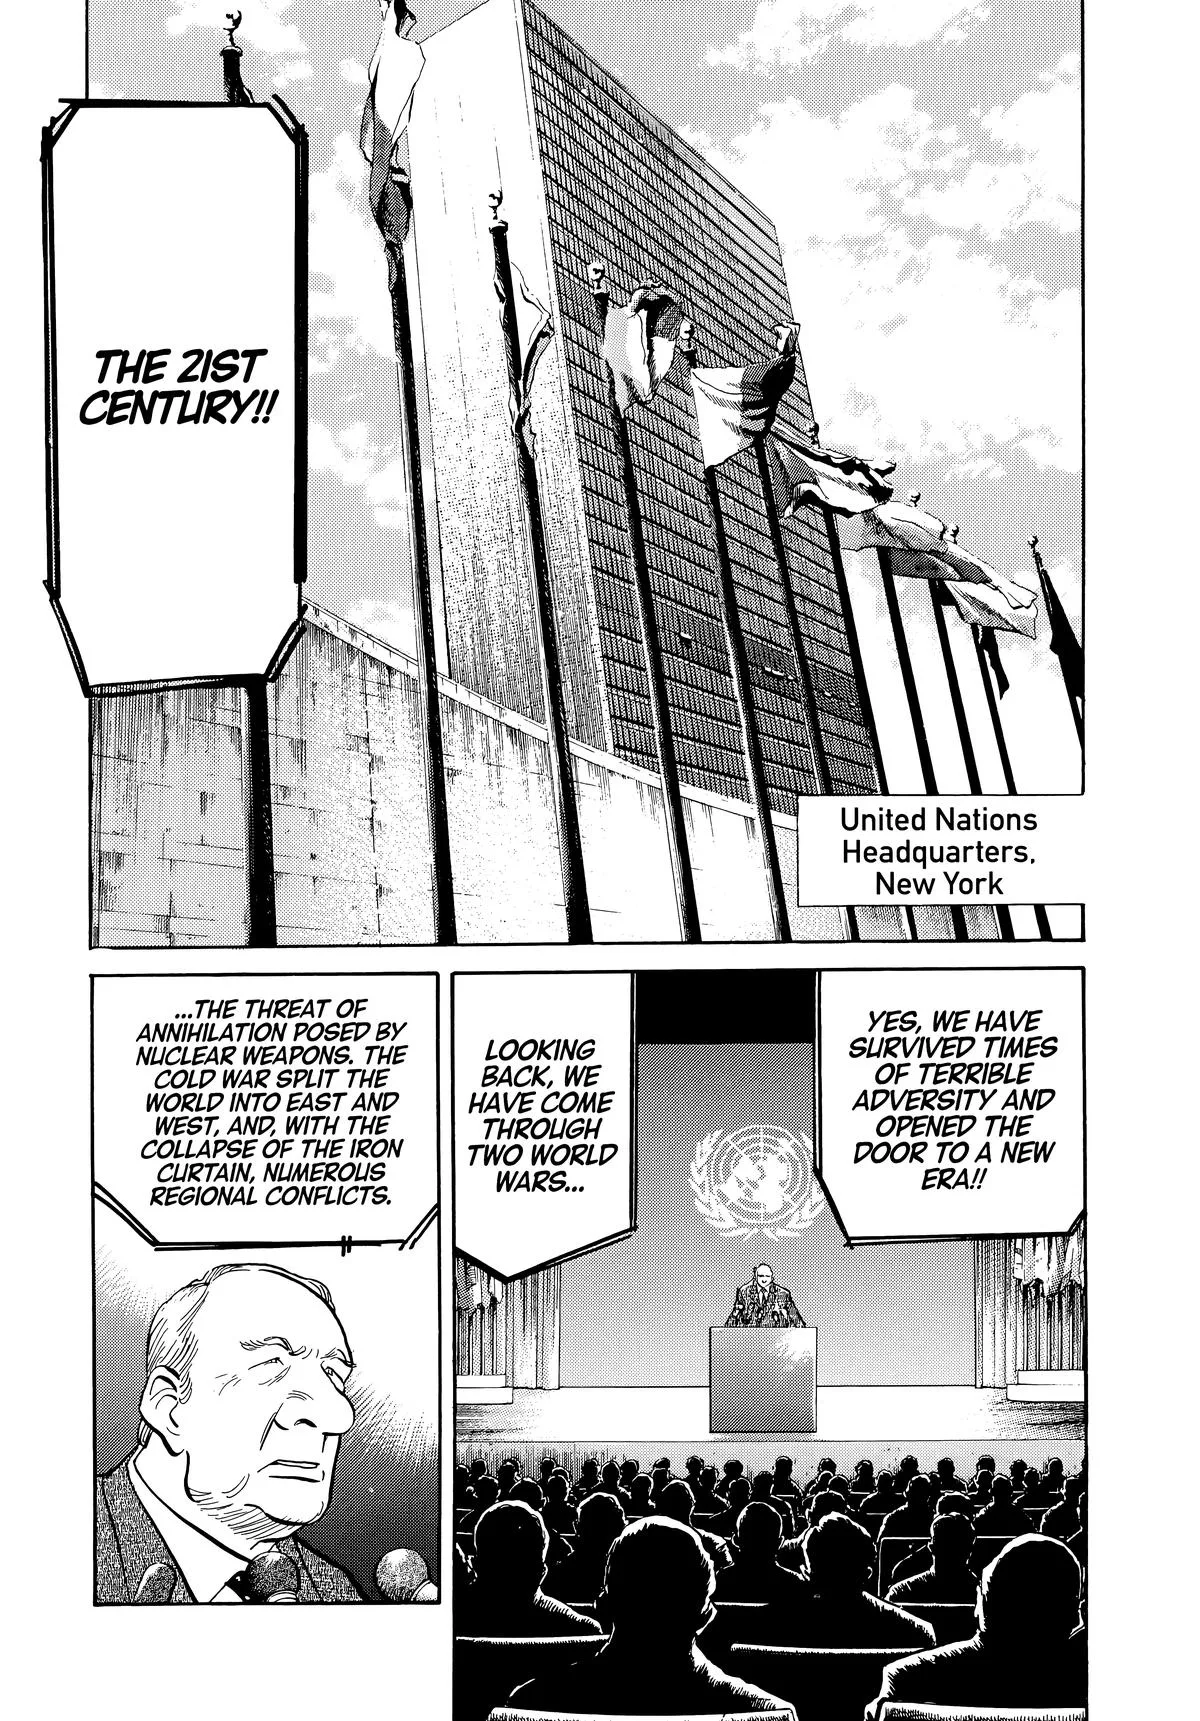 THE 21ST
CENTURY!!
United Nations
Headquarters,
New York
YES, WE HAVE
SURVIVED TIMES
OF TERRIBLE
ADVERSITY AND
OPENED THE
DOOR TO A NEW
ERA!!
LOOKING
BACK, WE
HAVE COME
THROUGH
TWO WORLD
WARS...
...THE THREAT OF
ANNIHILATION POSED BY
NUCLEAR WEAPONS. THE
COLD WAR SPLIT THE
WORLD INTO EAST AND
WEST, AND, WITH THE
COLLAPSE OF THE IRON
CURTAIN, NUMEROUS
REGIONAL CONFLICTS.